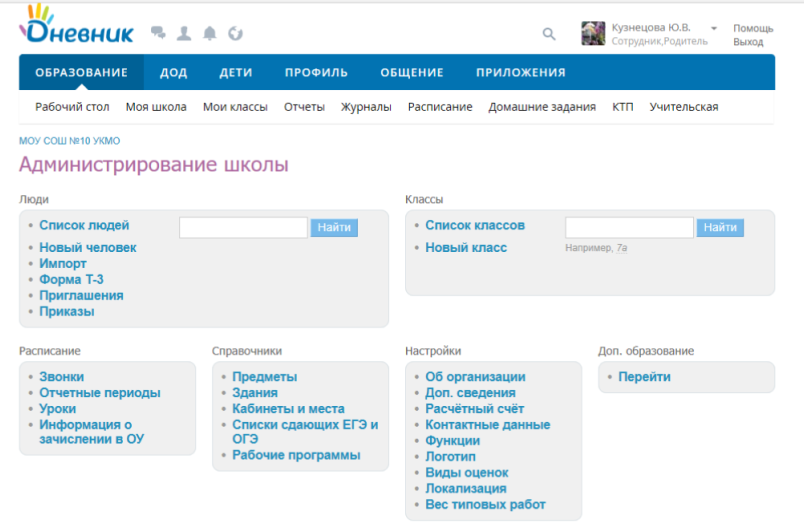 Дневник
Кузнецова Ю.В.
Сотрудник,Родитель
Помощь
Выход
ОБРАЗОВАНИЕ ДОД ДЕТИ ПРОФИЛЬ ОБЩЕНИЕ ПРИЛОЖЕНИЯ
Рабочий стол Моя школа Мои классы Отчеты Журналы Расписание Домашние задания КТП Учительская
МОУ СОШ №10 УКМО
Администрирование школы
Люди
Список людей Найти
Новый человек
Импорт
Форма Т-3
Приглашения
Приказы
Классы
Список классов Найти
Новый класс Например, 7а
Расписание
Звонки
Отчетные периоды
Уроки
Информация о
зачислении в ОУ
Справочники
Предметы
Здания
Кабинеты и места
Списки сдающих ЕГЭ и
ОГЭ
Рабочие программы
Настройки
Об организации
Доп. сведения
Расчётный счёт
Контактные данные
Функции
Логотип
Виды оценок
Локализация
Вес типовых работ
Доп. образование
Перейти